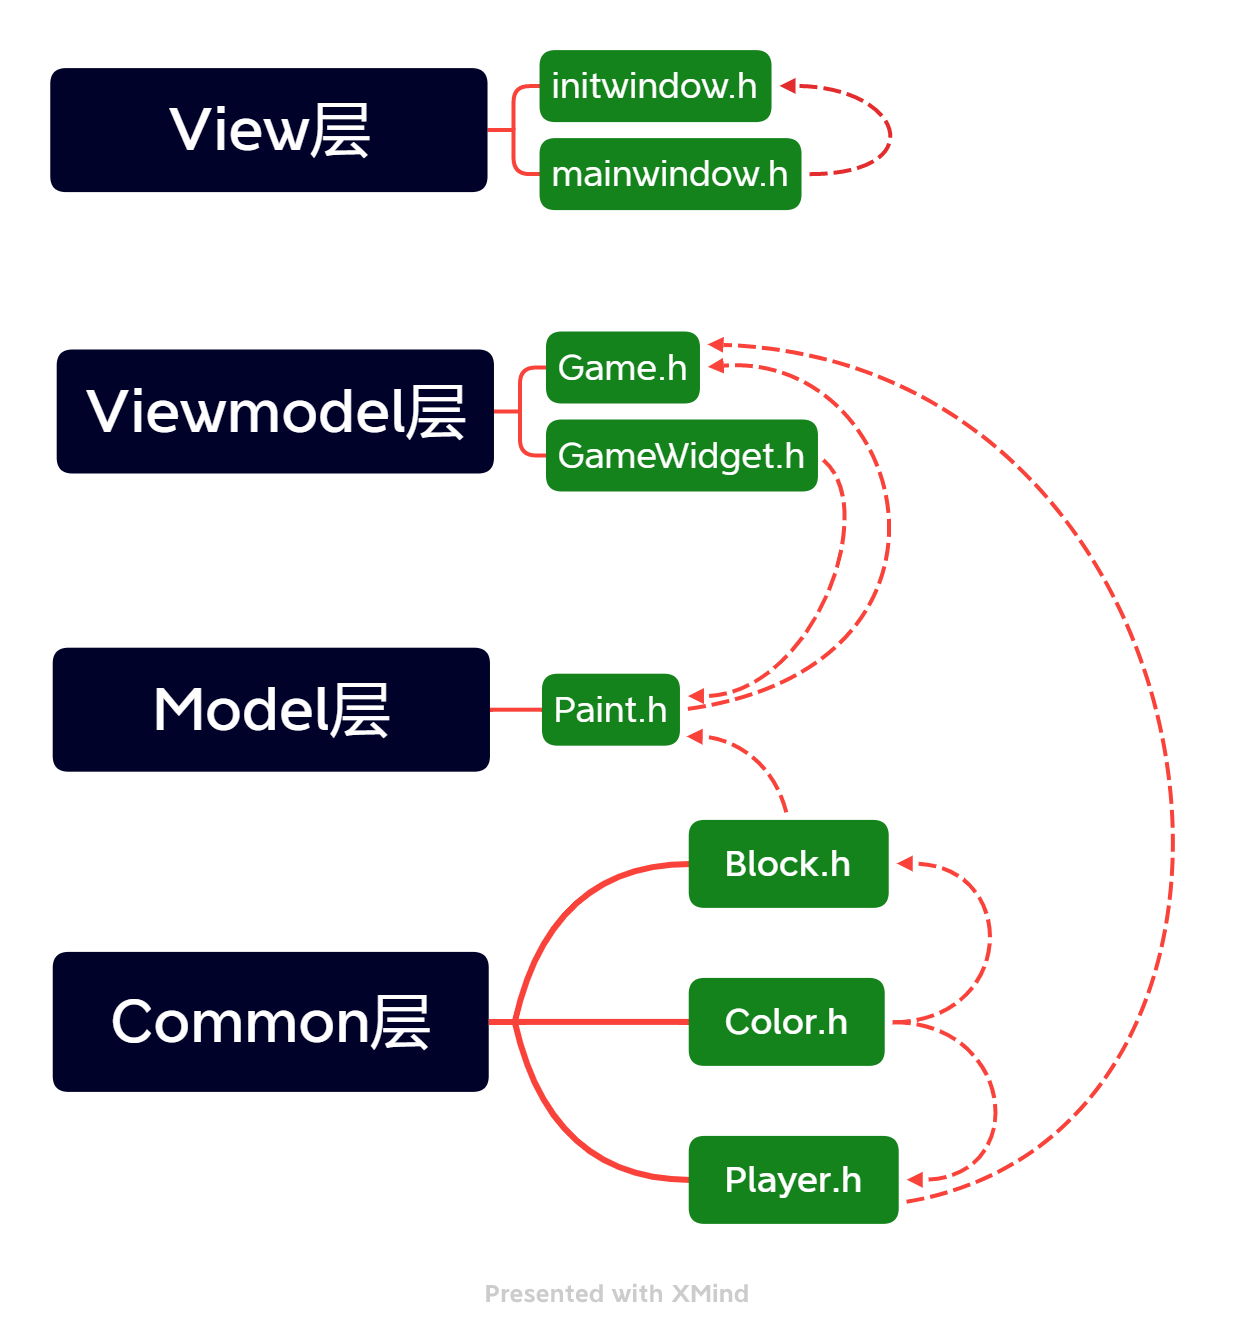 View层
initwindow.h
mainwindow.h
Viewmodel层
Game.h
GameWidget.h
Model层
Paint.h
Common层
Block.h
Color.h
Player.h
Presented with XMind